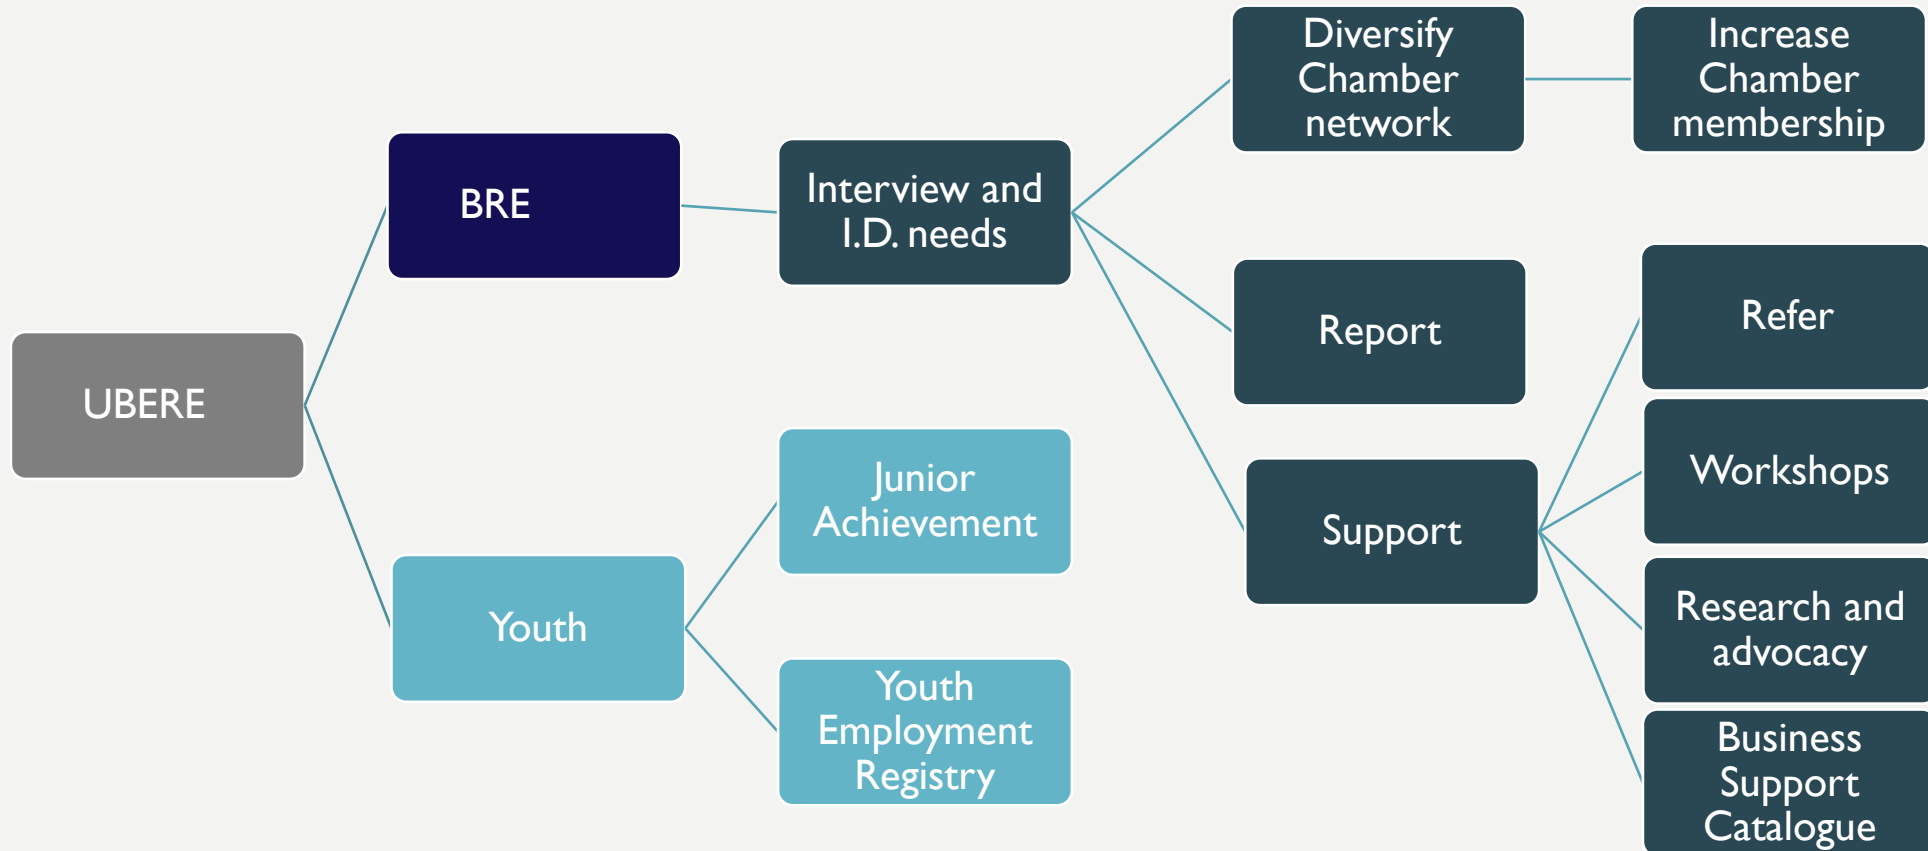 UBERE
BRE
Interview and
I.D. needs
Diversify
Chamber
network
Increase
Chamber
membership
Report
Support
Refer
Workshops
Research and
advocacy
Business
Support
Catalogue
Youth
Junior
Achievement
Youth
Employment
Registry